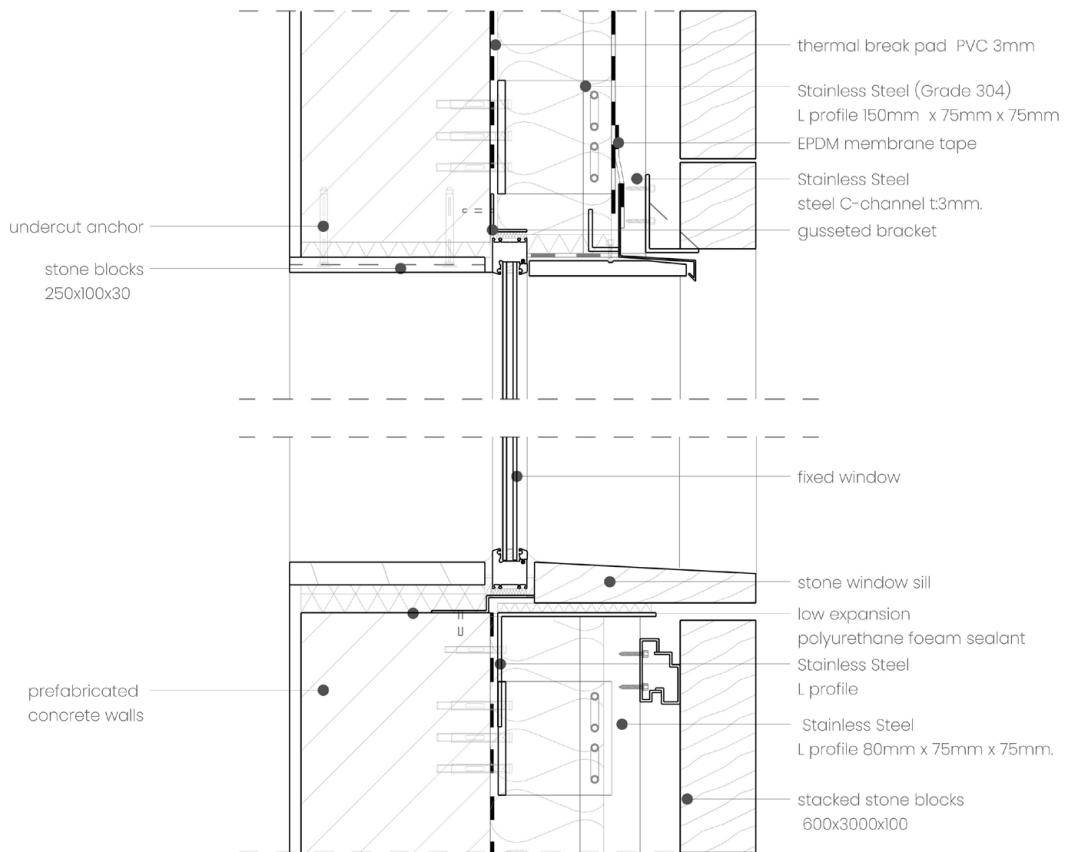 thermal break pad PVC 3mm
Stainless Steel (Grade 304)
L profile 150mm x 75mm x 75mm
EPDM membrane tape
Stainless Steel
steel C-channel t:3mm.
gusseted bracket
undercut anchor
stone blocks
250x100x30
fixed window
stone window sill
low expansion
polyurethane foeam sealant
Stainless Steel
L profile
prefabricated
concrete walls
Stainless Steel
L profile 80mm x 75mm x 75mm.
stacked stone blocks
600x3000x100